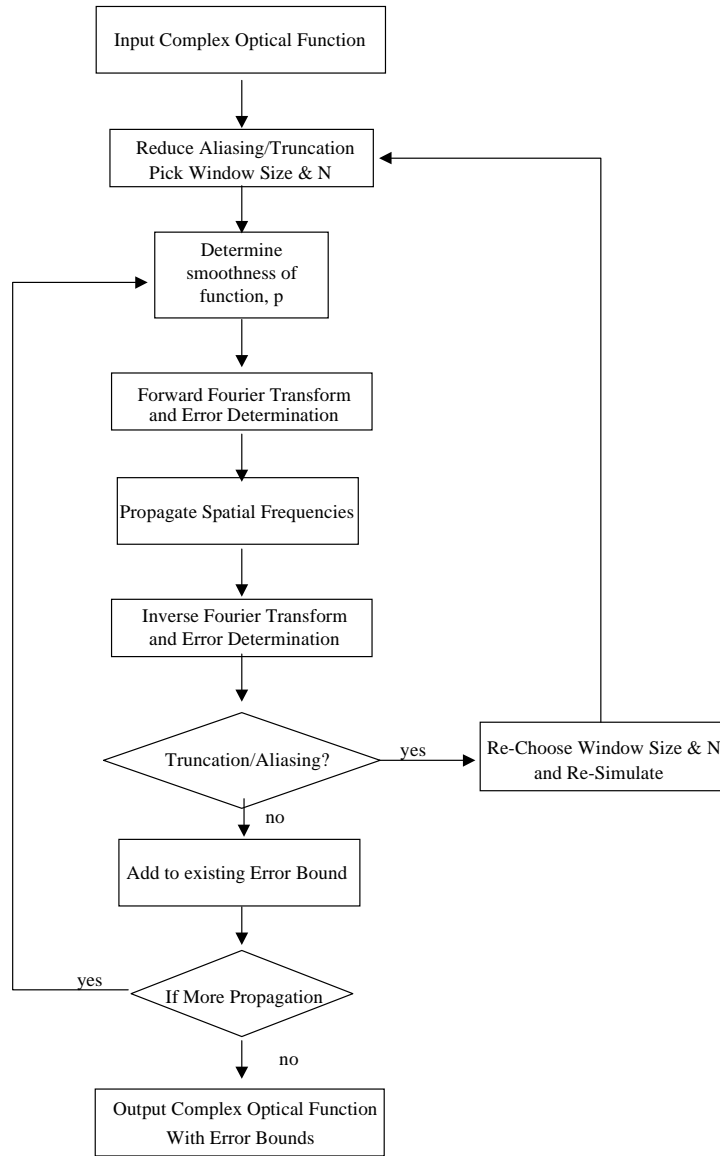 Input Complex Optical Function
Reduce Aliasing/Truncation
Pick Window Size & N
Determine
smoothness of
function, p
Forward Fourier Transform
and Error Determination
Propagate Spatial Frequencies
Inverse Fourier Transform
and Error Determination
Truncation/Aliasing?
yes
Re-Choose Window Size & N
and Re-Simulate
no
Add to existing Error Bound
yes
If More Propagation
no
Output Complex Optical Function
With Error Bounds